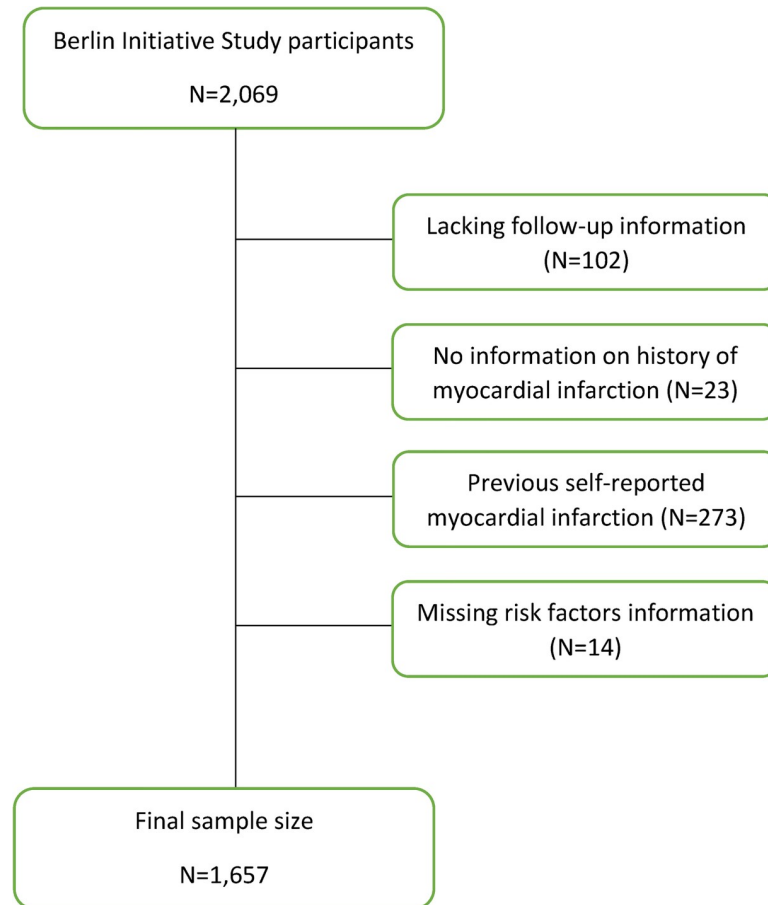 Berlin Initiative Study participants
N=2,069
Lacking follow-up information
(N=102)
No information on history of
myocardial infarction (N=23)
Previous self-reported
myocardial infarction (N=273)
Missing risk factors information
(N=14)
Final sample size
N=1,657